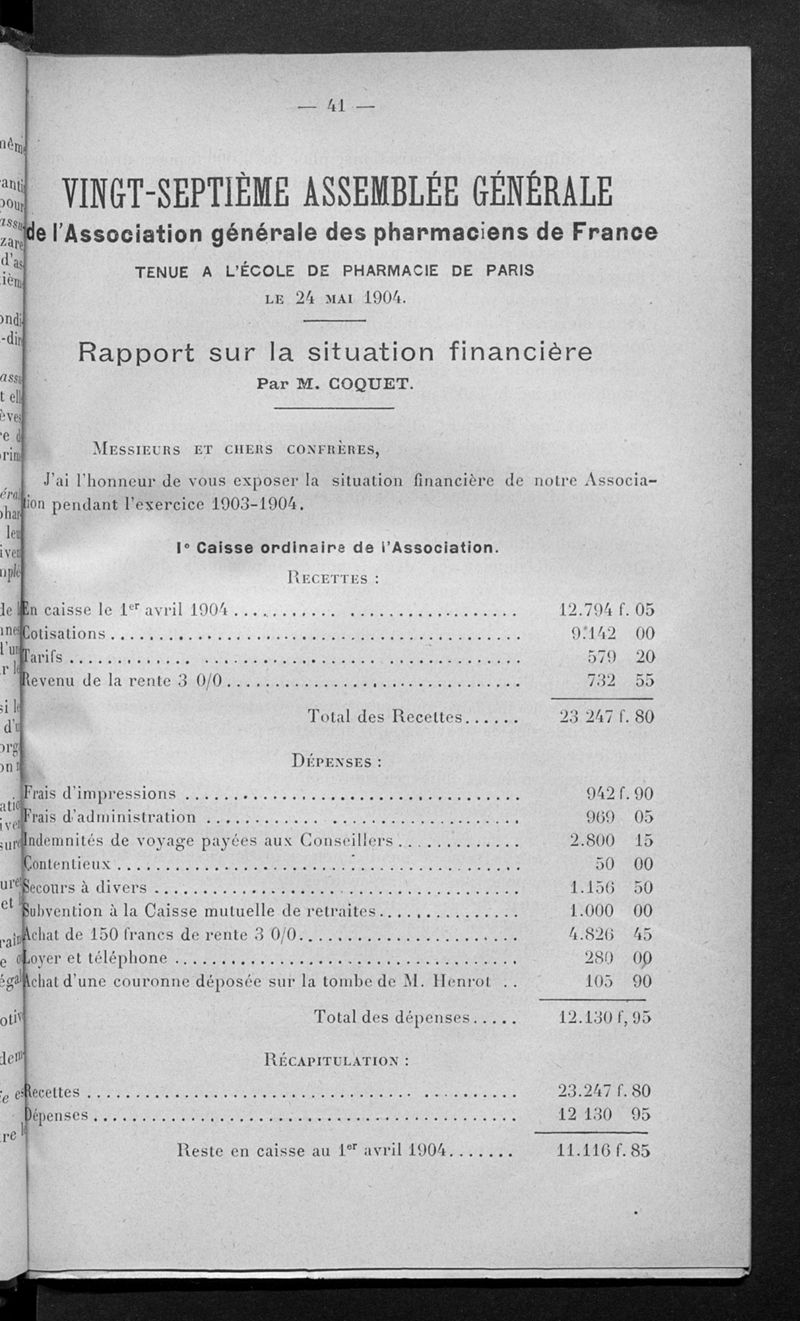 — 41 —
VINGT-SEPTIÈME ASSEMBLÉE GÉNÉRALE
de l'Association générale des pharmaciens de France
TENUE A L'ÉCOLE DE PHARMACIE DE PARIS
LE 24 MAI 1904.
Rapport sur la situation financière
Par M. COQUET.
MESSIEURS ET CHERS CONFRÈRES,
J'ai l'honneur de vous exposer la situation financière de notre Associa-
tion pendant l'exercice 1903-1904.
1° Caisse ordinaire de l'Association.
RECETTES :
En caisse le 1er avril 1904 ........................ 12.794 f. 05
Cotisations ........................ 9.142 00
Tarifs ........................ 579 20
Revenu de la rente 3 0/0 ........................ 732 55
Total des Recettes...... 23 247 f. 80
DÉPENSES :
Frais d'impressions ........................ 942 f. 90
Frais d'administration ........................ 969 05
Indemnités de voyage payées aux Conseillers ............. 2.800 15
Contentieux ........................ 50 00
Secours à divers ........................ 1.156 50
Subvention à la Caisse mutuelle de retraites............... 1.000 00
Achat de 150 francs de rente 3 0/0........................ 4.826 45
Loyer et téléphone ........................ 280 00
Achat d'une couronne déposée sur la tombe de M. Henrot .. 105 90
Total des dépenses..... 12.130 f, 95
RÉCAPITULATION :
Recettes ........................ 23.247 f. 80
Dépenses ........................ 12 130 95
Reste en caisse au 1er avril 1904....... 11.116 f. 85